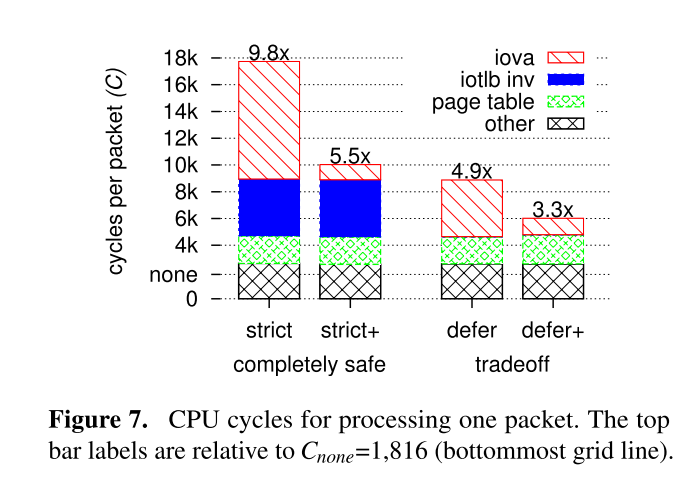 cycles per packet (C)
18k
16k
14k
12k
10k
8k
6k
4k
none
0
9.8x
5.5x
4.9x
3.3x
iova
iotlb inv
page table
other
strict strict+ defer defer+
completely safe tradeoff
Figure 7. CPU cycles for processing one packet. The top
bar labels are relative to Cnone=1,816 (bottommost grid line).